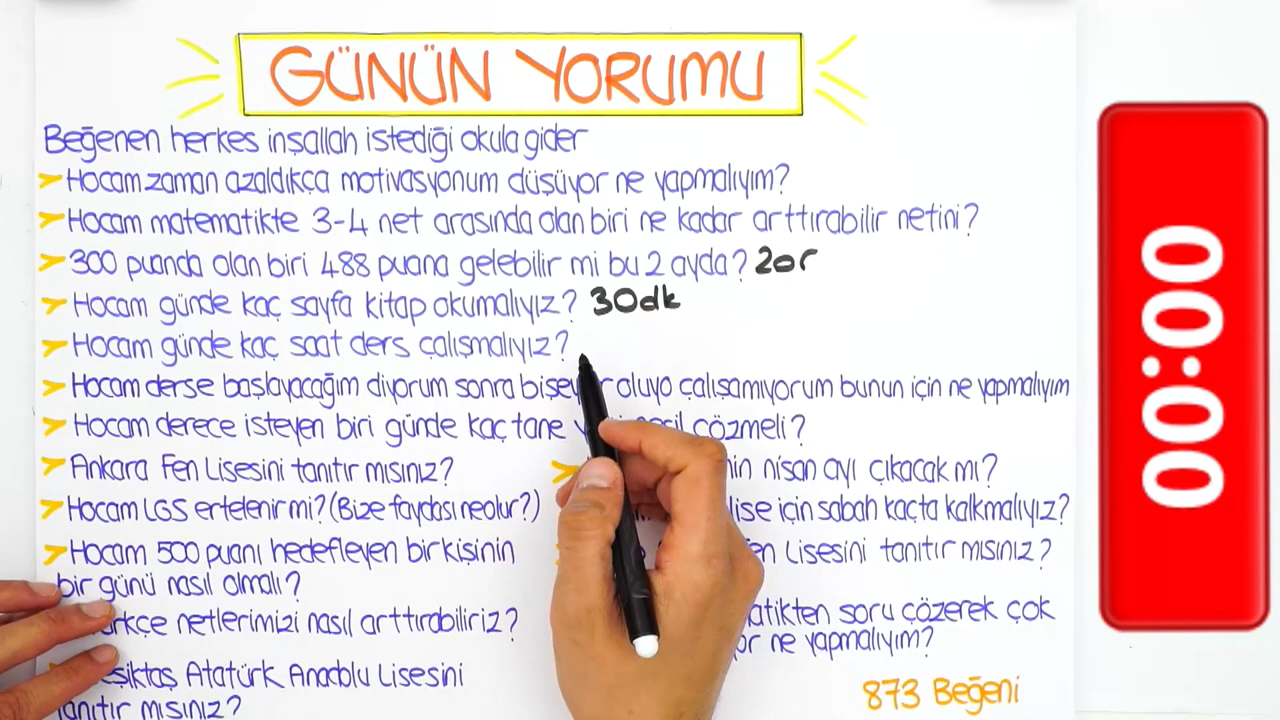 GÜNÜN YORUMU
Beğenen herkes inşallah istediği okula gider
➤ Hocam zaman azaldıkça motivasyonum düşüyor ne yapmalıyım?
➤ Hocam matematikte 3-4 net arasında olan biri ne kadar arttırabilir netini?
➤ 300 puanda olan biri 488 puana gelebilir mi bu 2 ayda? Zor
➤ Hocam günde kaç sayfa kitap okumalıyız? 30dk
➤ Hocam günde kaç saat ders çalışmalıyız?
➤ Hocam derse başlayacağım diyorum sonra oluyo çalışamıyorum bunun için ne yapmalıyım
➤ Hocam derece isteyen biri günde kaç tane çözmeli?
➤ Ankara Fen Lisesini tanıtır mısınız?
➤ nisan ayı çıkacak mı?
➤ Hocam LGS ertelenir mi? (Bize faydası ne olur?)
lise için sabah kaçta kalkmalıyız?
➤ Hocam 500 puanı hedefleyen bir kişinin
bir günü nasıl olmalı?
Lisesini tanıtır mısınız?
netlerimizi nasıl arttırabiliriz?
soru çözerek çok
ne yapmalıyım?
Atatürk Anadolu Lisesini
tanıtır mısınız?
873 Beğeni
00:00